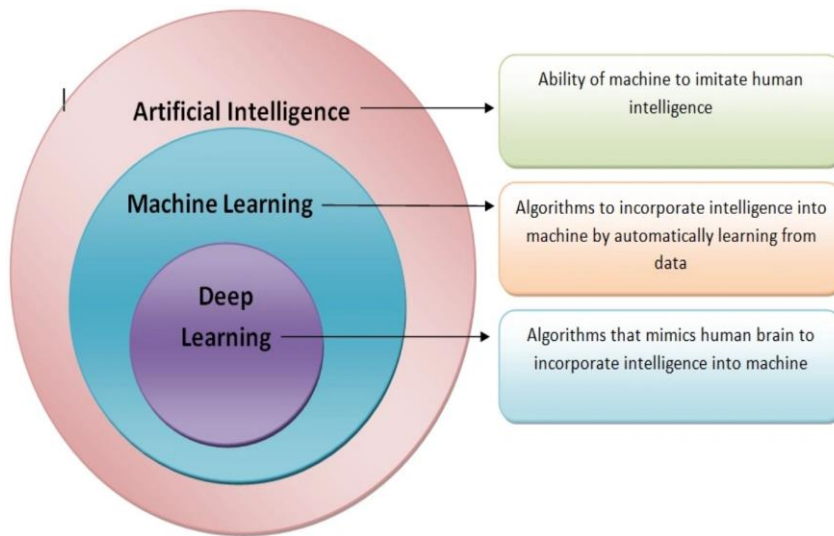 Artificial Intelligence
Ability of machine to imitate human
intelligence
Machine Learning
Algorithms to incorporate intelligence into
machine by automatically learning from
data
Deep
Learning
Algorithms that mimics human brain to
incorporate intelligence into machine